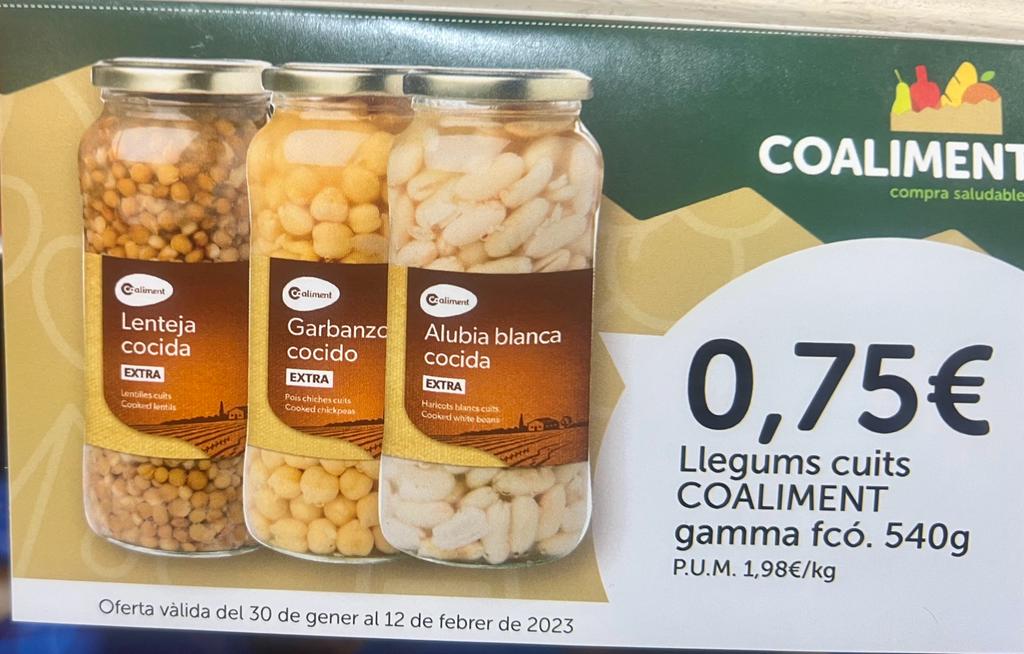 COALIMENT
compra saludable
Coaliment
Lenteja
cocida
EXTRA
Lentilles cuits
Cooked lentils
Coaliment
Garbanzo
cocido
EXTRA
Pois chiches cuits
Cooked chickpeas
Coaliment
Alubia blanca
cocida
EXTRA
Haricots blancs cuits
Cooked white beans
0,75€
Llegums cuits
COALIMENT
gamma fcó. 540g
P.U.M. 1,98€/kg
Oferta vàlida del 30 de gener al 12 de febrer de 2023